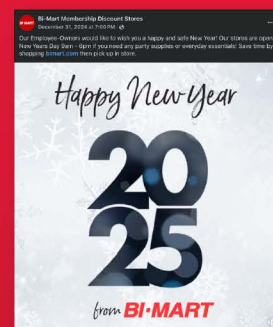 BI-MART
Bi-Mart Membership Discount Stores
December 31, 2024 at 7:00 PM
Our Employee-Owners would like to wish you a happy and safe New Year! Our stores are open
New Years Day 9am - 6pm if you need any party supplies or everyday essentials! Save time by
shopping bimart.com then pick up in store.
Happy New Year
20
25
from BI-MART